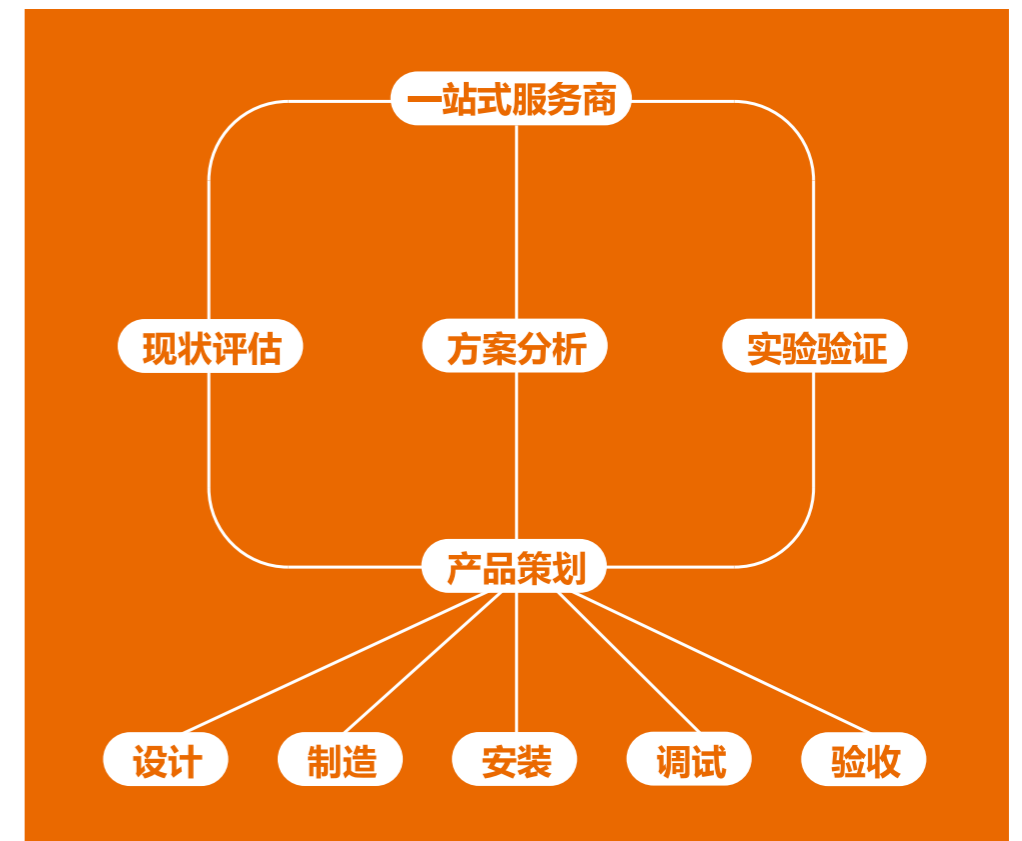 一站式服务商
现状评估
方案分析
实验验证
产品策划
设计
制造
安装
调试
验收